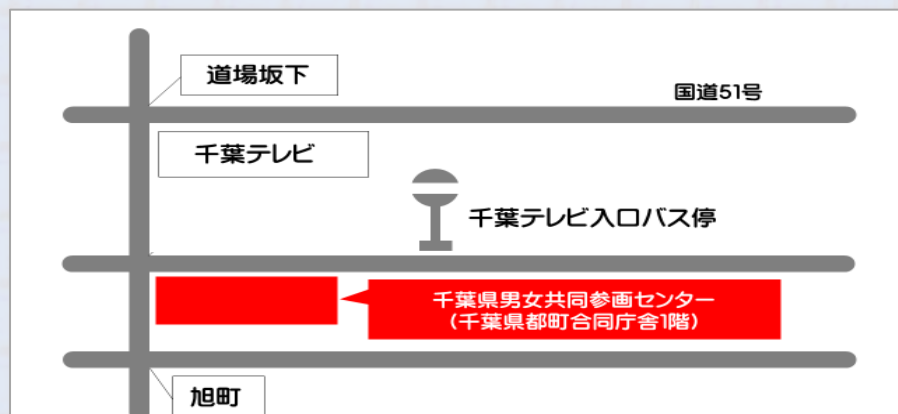 道場坂下
国道51号
千葉テレビ
千葉テレビ入口バス停
千葉県男女共同参画センター
(千葉県都町合同庁舎1階)
旭町